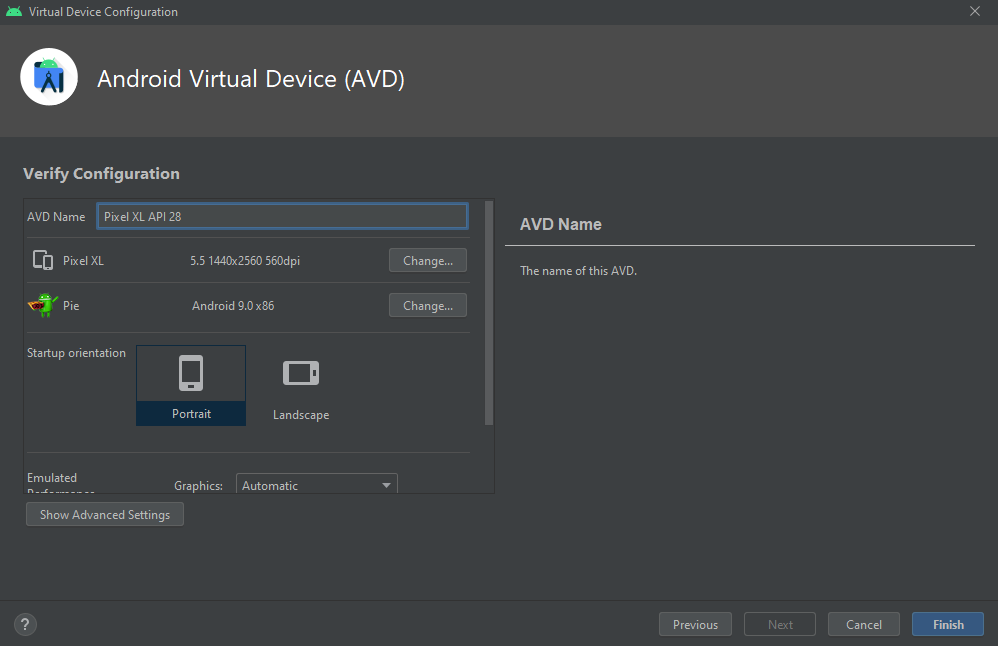 Virtual Device Configuration
Android Virtual Device (AVD)
Verify Configuration
AVD Name Pixel XL API 28
Pixel XL 5.5 1440x2560 560dpi Change...
Pie Android 9.0 x86 Change...
Startup orientation
Portrait
Landscape
Emulated
Performance
Graphics: Automatic
Show Advanced Settings
AVD Name
The name of this AVD.
?
Previous Next Cancel Finish